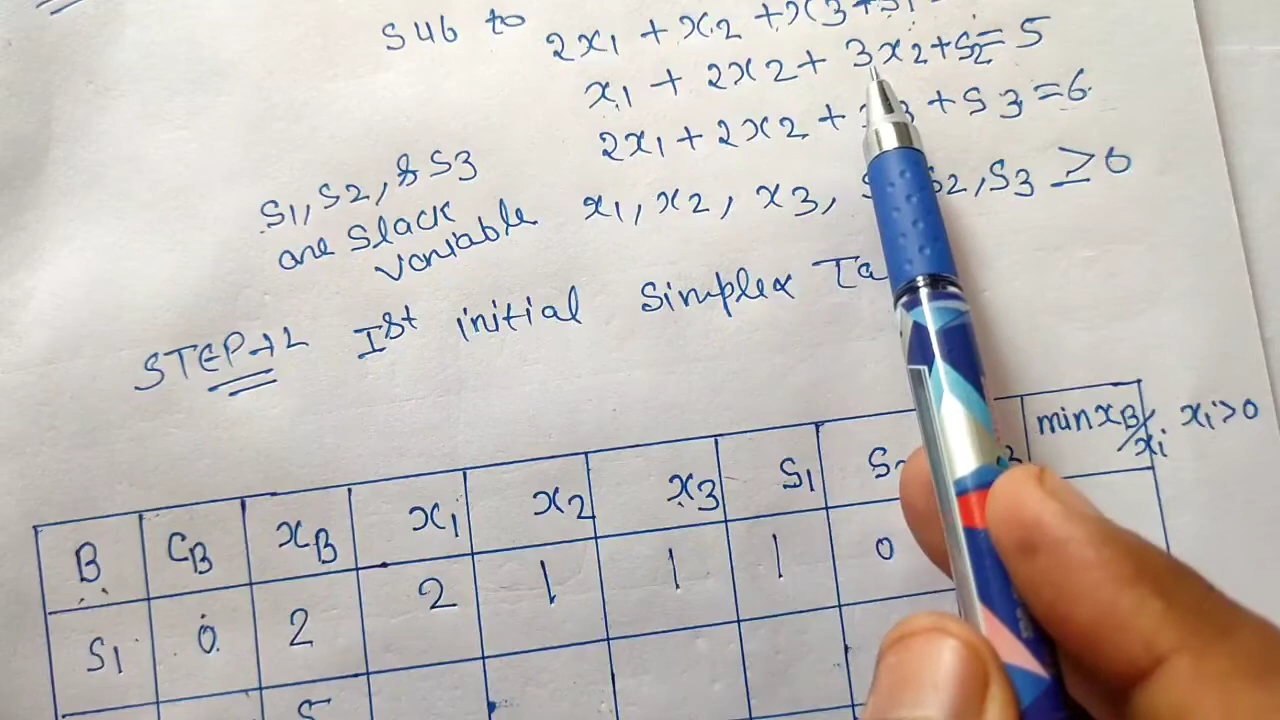 Sub to 2x1 + x2 + x3 + S1
x1 + 2x2 + 3x2 + S2 = 5
2x1 + 2x2 + + S3 = 6
S1, S2, & S3
are Slack
variable
x1, x2, x3, S2, S3 ≥ 0
STEP→2 Ist initial Simplex Ta
B CB xB x1 x2 x3 S1 S2 min xB/xi xi>0
S1 0 2 2 1 1 1 0
5